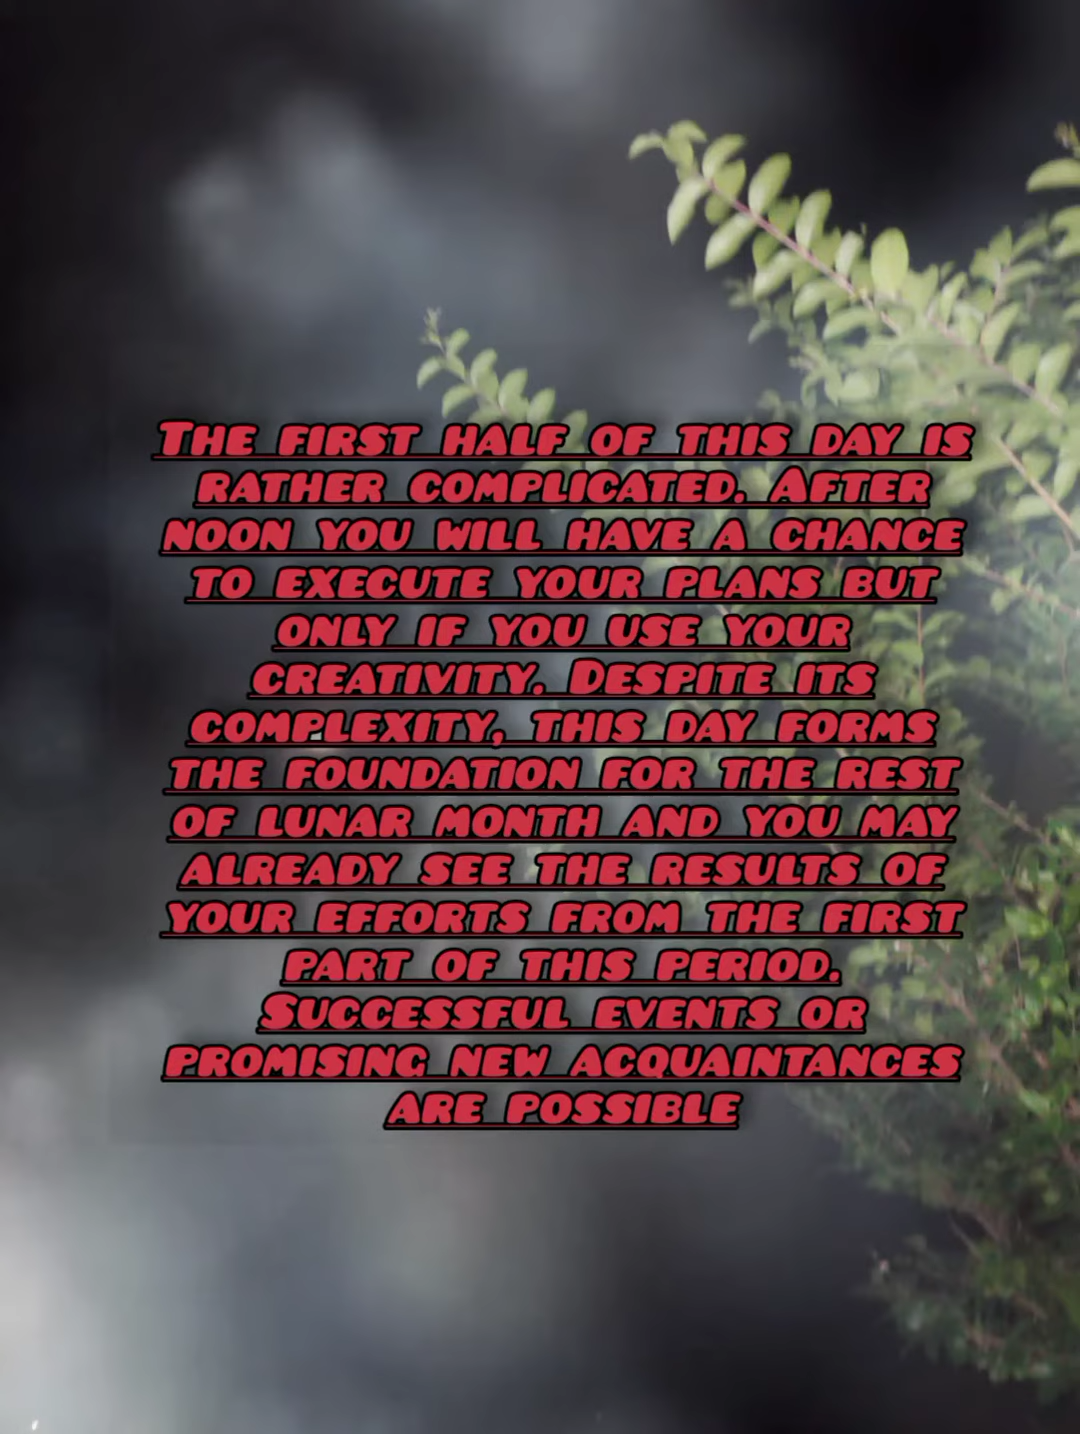 The first half of this day is
rather complicated. After
noon you will have a chance
to execute your plans but
only if you use your
creativity. Despite its
complexity, this day forms
the foundation for the rest
of lunar month and you may
already see the results of
your efforts from the first
part of this period.
Successful events or
promising new acquaintances
are possible